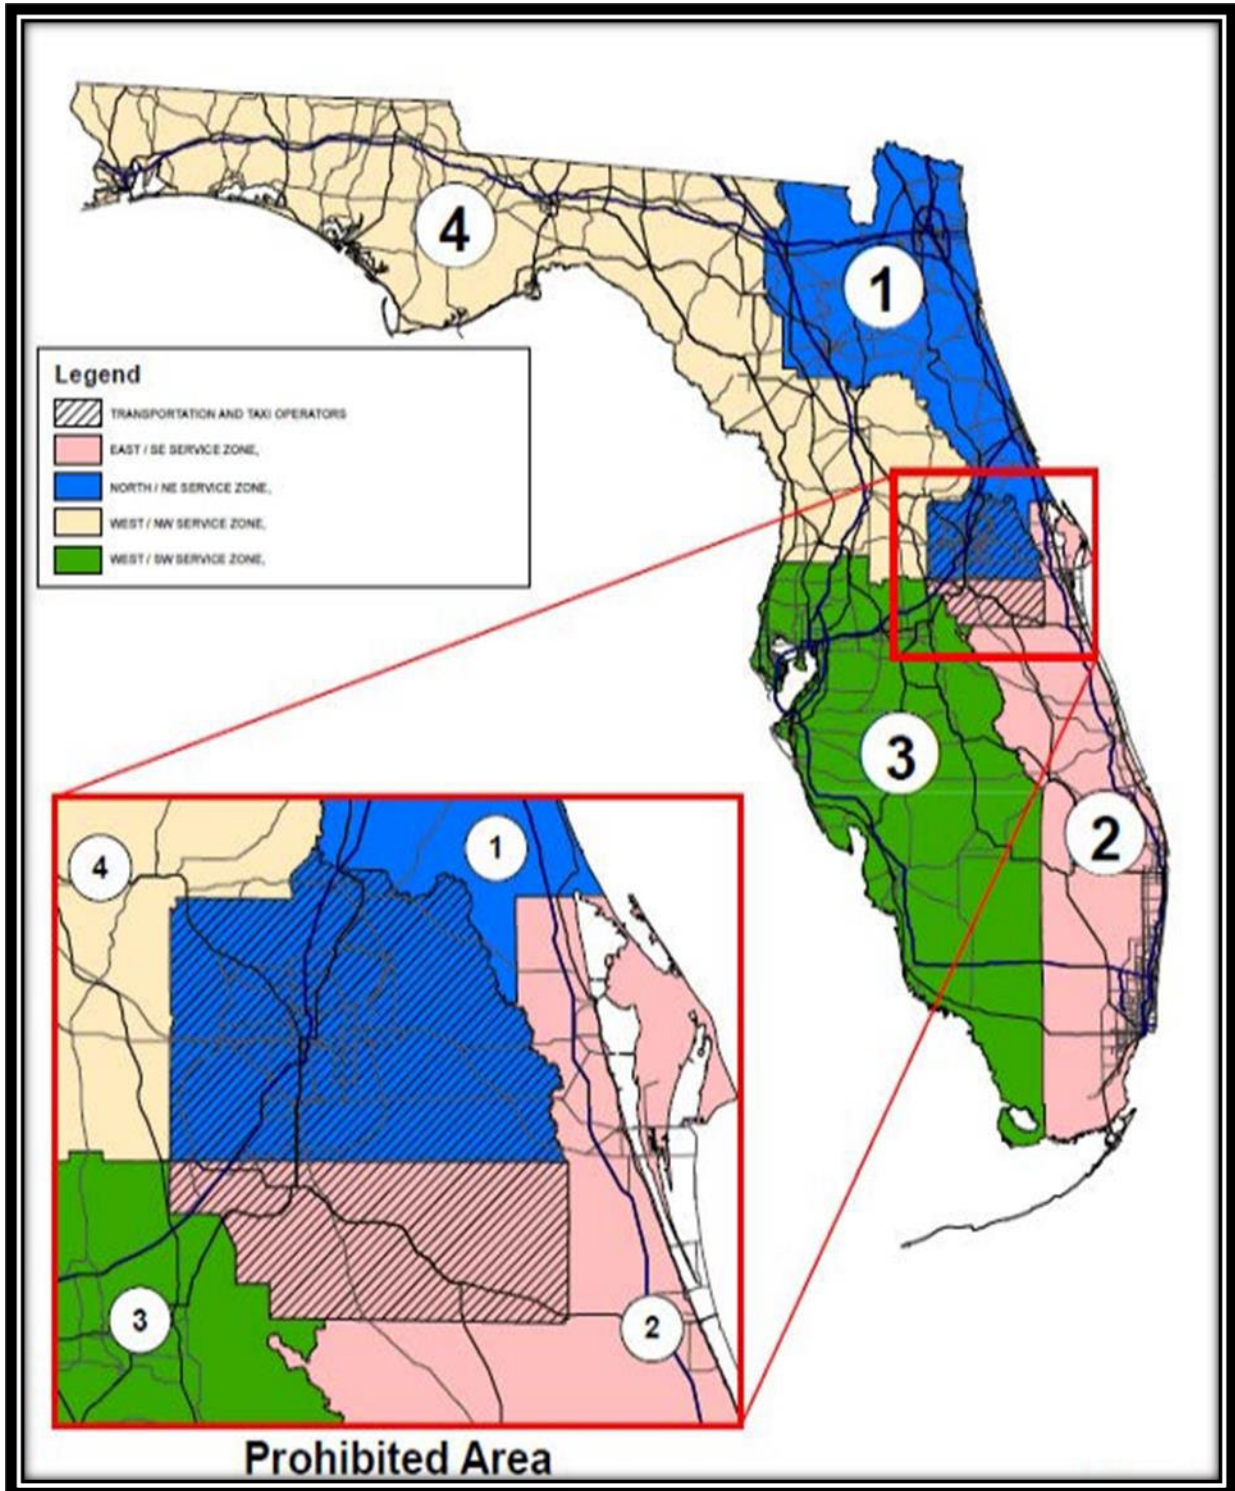 4
1
Legend
TRANSPORTATION AND TAXI OPERATORS
EAST / SE SERVICE ZONE,
NORTH / NE SERVICE ZONE,
WEST / NW SERVICE ZONE,
WEST / SW SERVICE ZONE,
3
2
1
4
3
2
Prohibited Area